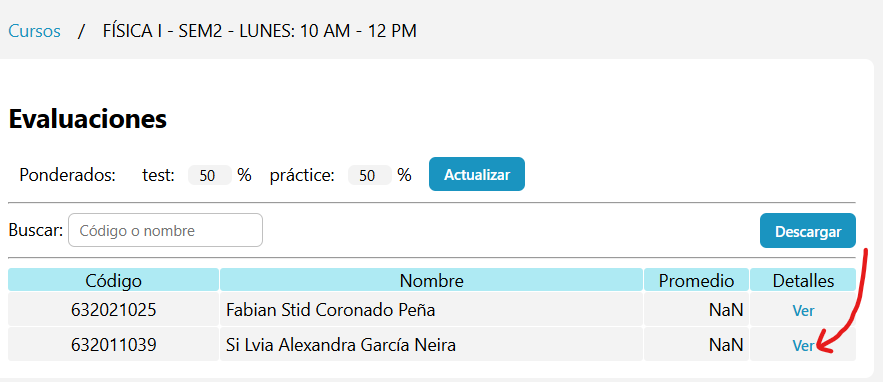 Cursos / FÍSICA I - SEM2 - LUNES: 10 AM - 12 PM
Evaluaciones
Ponderados: test: 50 % práctice: 50 % Actualizar
Buscar: Código o nombre Descargar
Código Nombre Promedio Detalles
632021025 Fabian Stid Coronado Peña NaN Ver
632011039 Si Lvia Alexandra García Neira NaN Ver